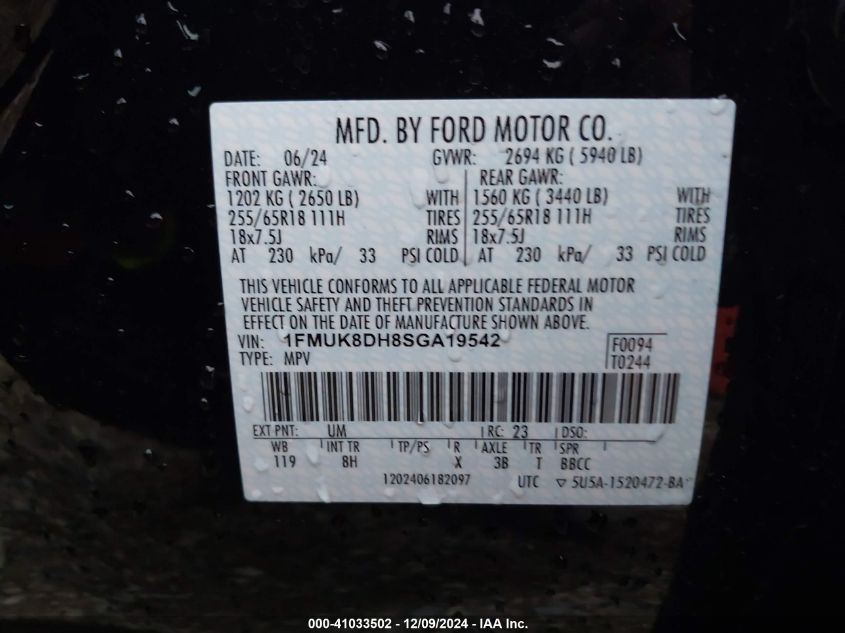 MFD. BY FORD MOTOR CO.
DATE: 06/24 GVWR: 2694 KG ( 5940 LB)
FRONT GAWR: REAR GAWR:
1202 KG ( 2650 LB) WITH 1560 KG ( 3440 LB) WITH
255/65R18 111H TIRES 255/65R18 111H TIRES
18x7.5J RIMS 18x7.5J RIMS
AT 230 kPa/ 33 PSI COLD AT 230 kPa/ 33 PSI COLD
THIS VEHICLE CONFORMS TO ALL APPLICABLE FEDERAL MOTOR
VEHICLE SAFETY AND THEFT PREVENTION STANDARDS IN
EFFECT ON THE DATE OF MANUFACTURE SHOWN ABOVE.
VIN: 1FMUK8DH8SGA19542 F0094
TYPE: MPV T0244
EXT PNT: UM RC: 23 DSO:
WB INT TR TP/PS R AXLE TR SPR
119 8H X 3B T BBCC
1202406182097 UTC ▽ 5U5A-1520472-BA
000-41033502 - 12/09/2024 - IAA Inc.